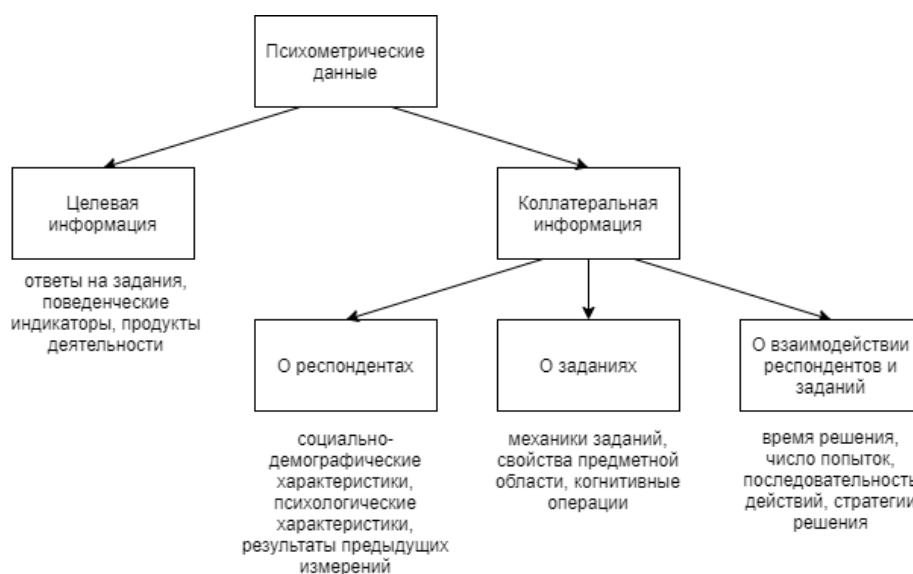 Психометрические
данные
Целевая
информация
Коллатеральная
информация
ответы на задания,
поведенческие
индикаторы, продукты
деятельности
О респондентах
О заданиях
О взаимодействии
респондентов и
заданий
социально-
демографические
характеристики,
психологические
характеристики,
результаты предыдущих
измерений
механики заданий,
свойства предметной
области, когнитивные
операции
время решения,
число попыток,
последовательность
действий, стратегии
решения